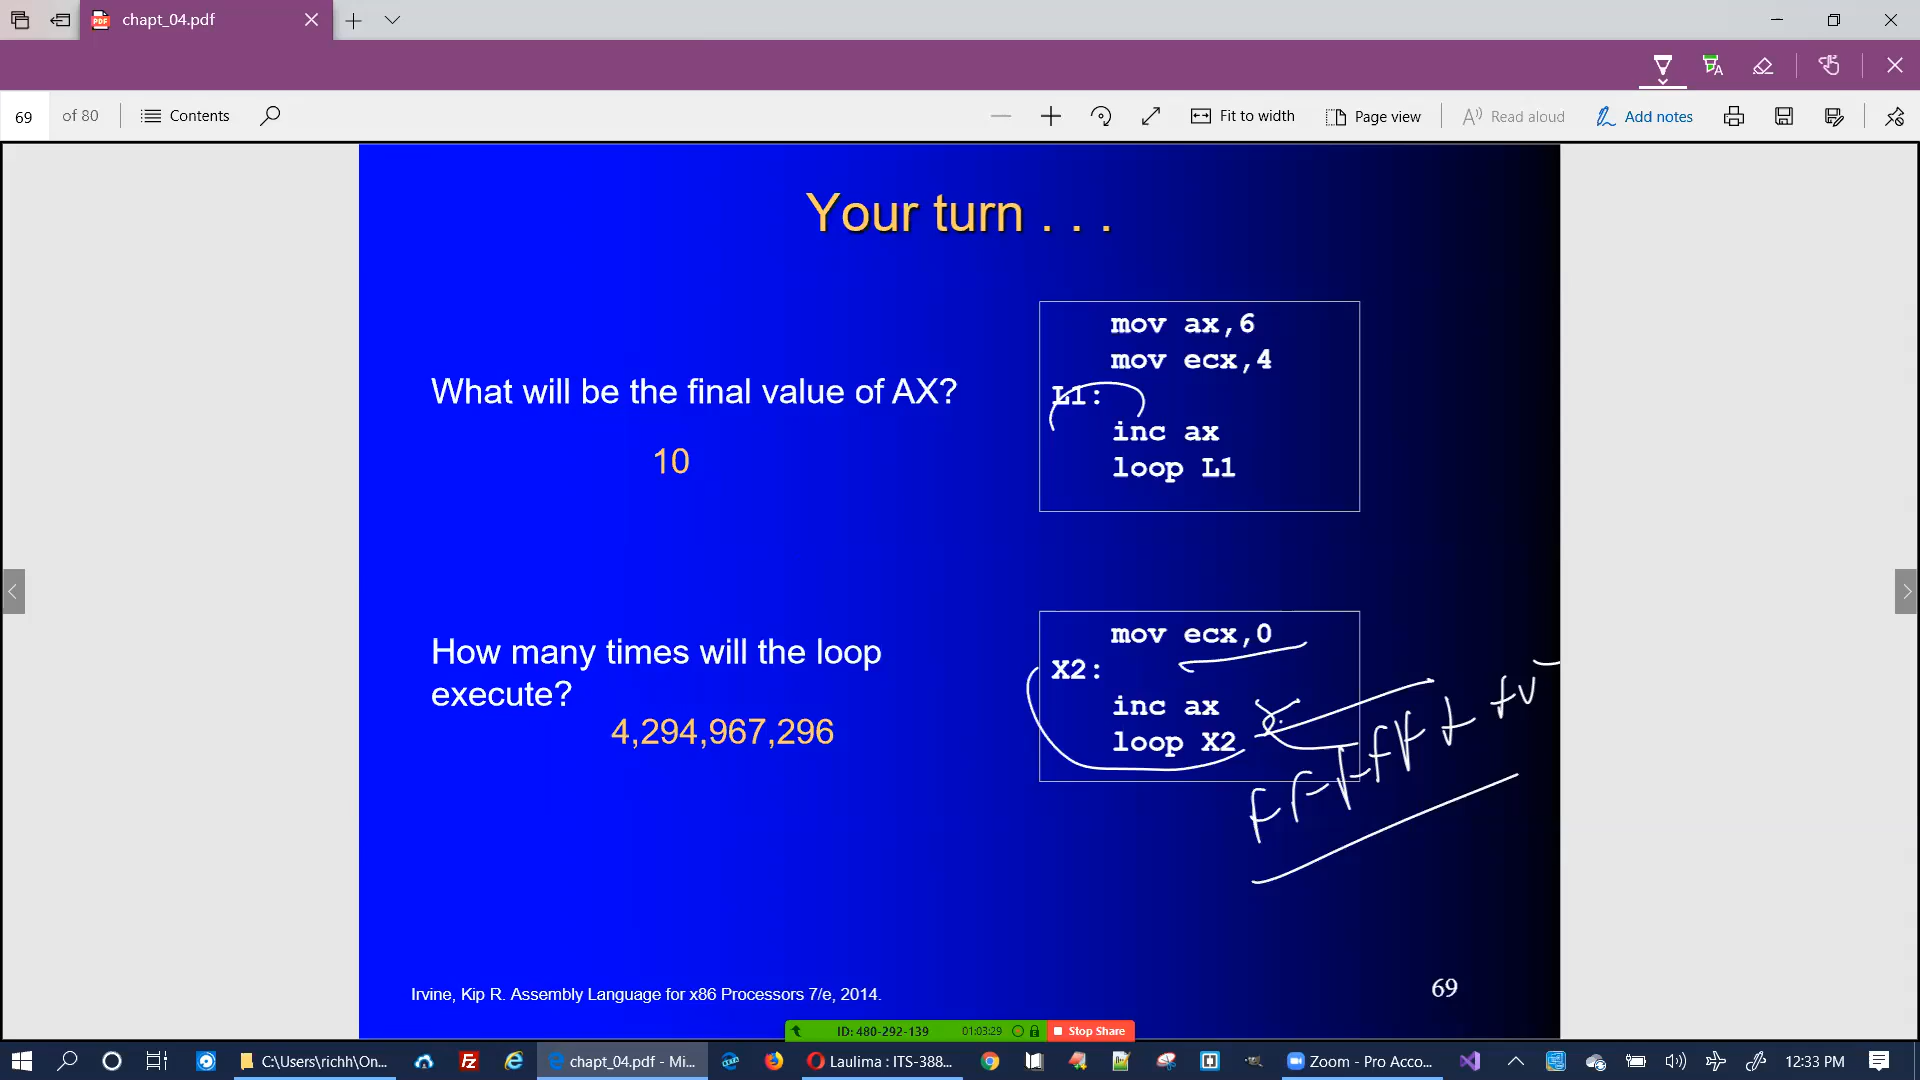 chapt_04.pdf
69 of 80 Contents Fit to width Page view Read aloud Add notes
Your turn . . .
mov ax,6
mov ecx,4
L1:
inc ax
loop L1
What will be the final value of AX?
10
mov ecx,0
X2:
inc ax
loop X2
How many times will the loop
execute?
4,294,967,296
Irvine, Kip R. Assembly Language for x86 Processors 7/e, 2014.
69
ID: 480-292-139 01:03:29 Stop Share
C:\Users\richh\On... chapt_04.pdf - Mi... Laulima : ITS-388... Zoom - Pro Acco... 12:33 PM